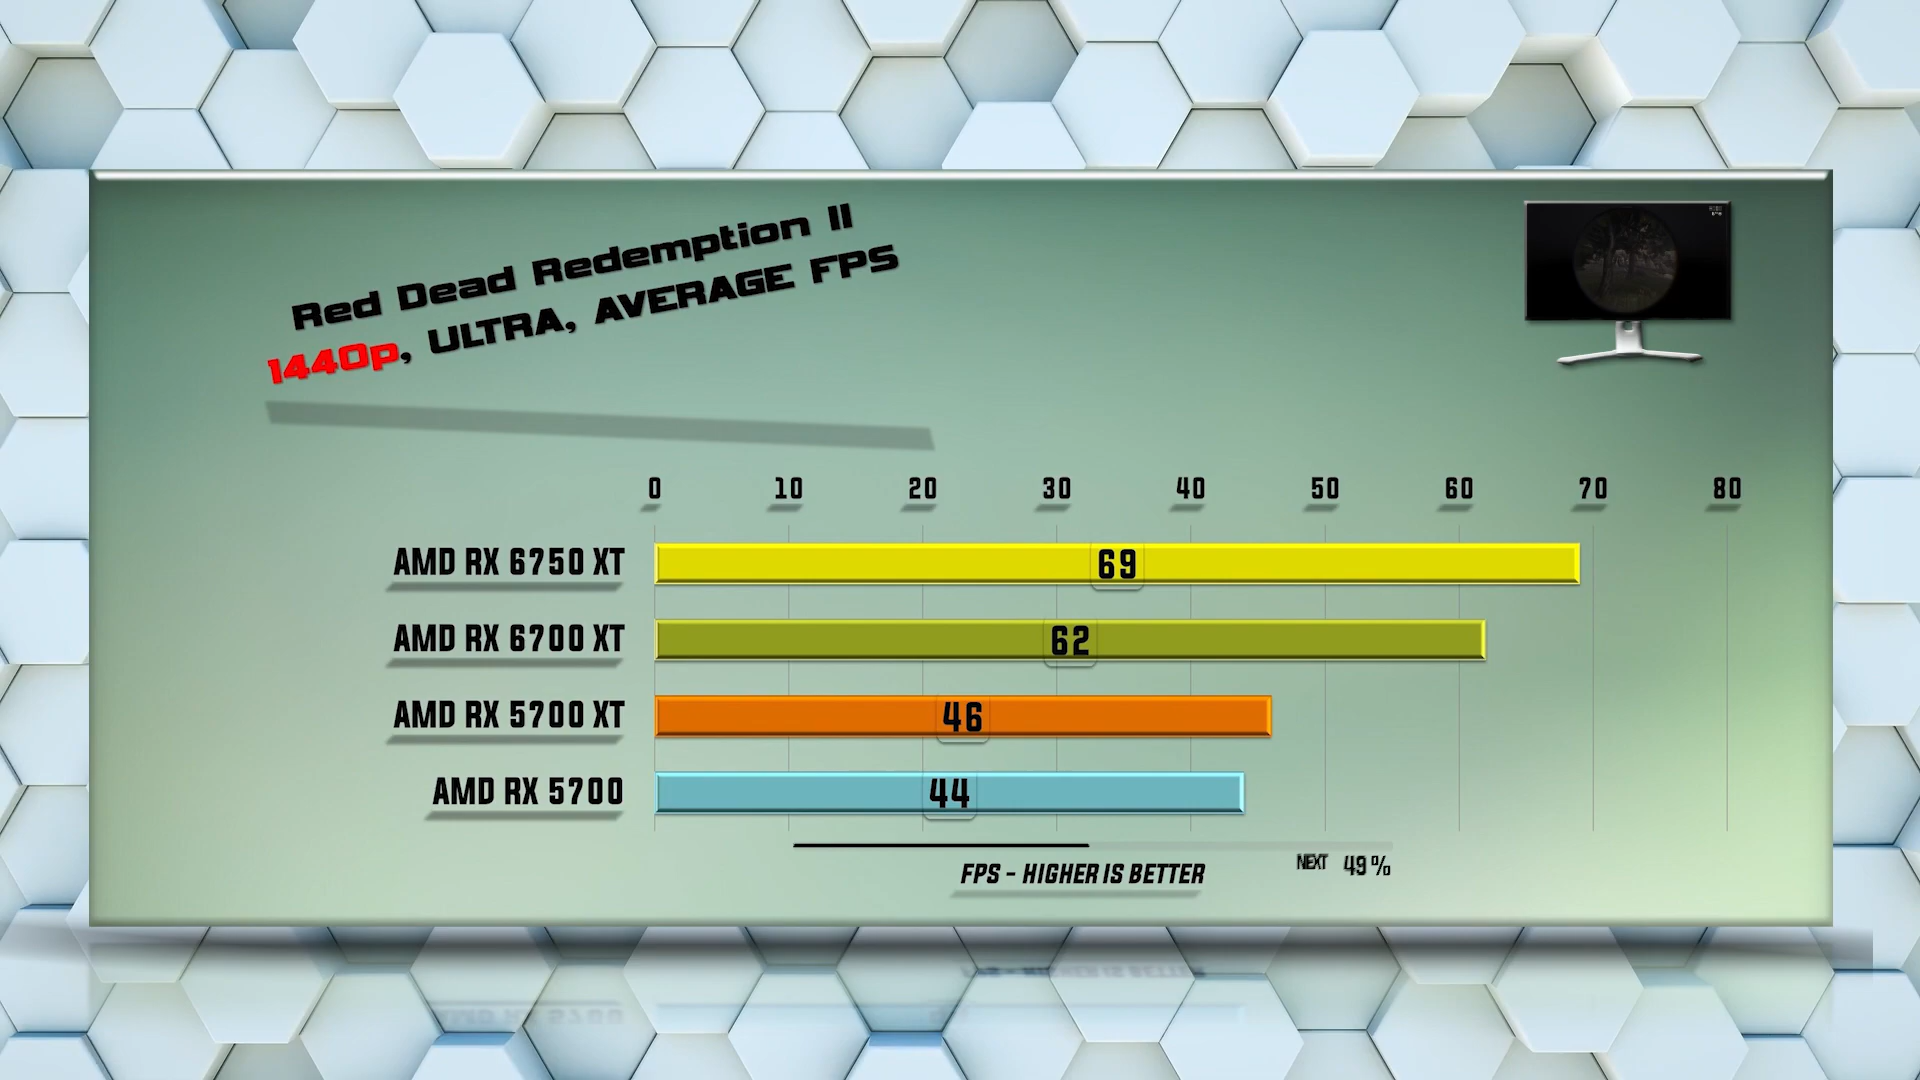 Red Dead Redemption II
1440p, ULTRA, AVERAGE FPS
0 10 20 30 40 50 60 70 80
AMD RX 6750 XT 69
AMD RX 6700 XT 62
AMD RX 5700 XT 46
AMD RX 5700 44
FPS - HIGHER IS BETTER
NEXT 49%